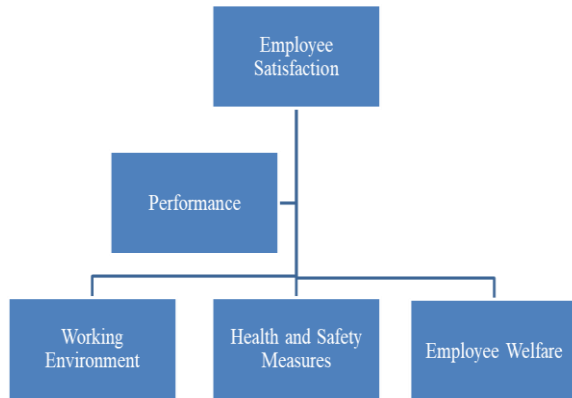 Employee
Satisfaction
Performance
Working
Environment
Health and Safety
Measures
Employee Welfare